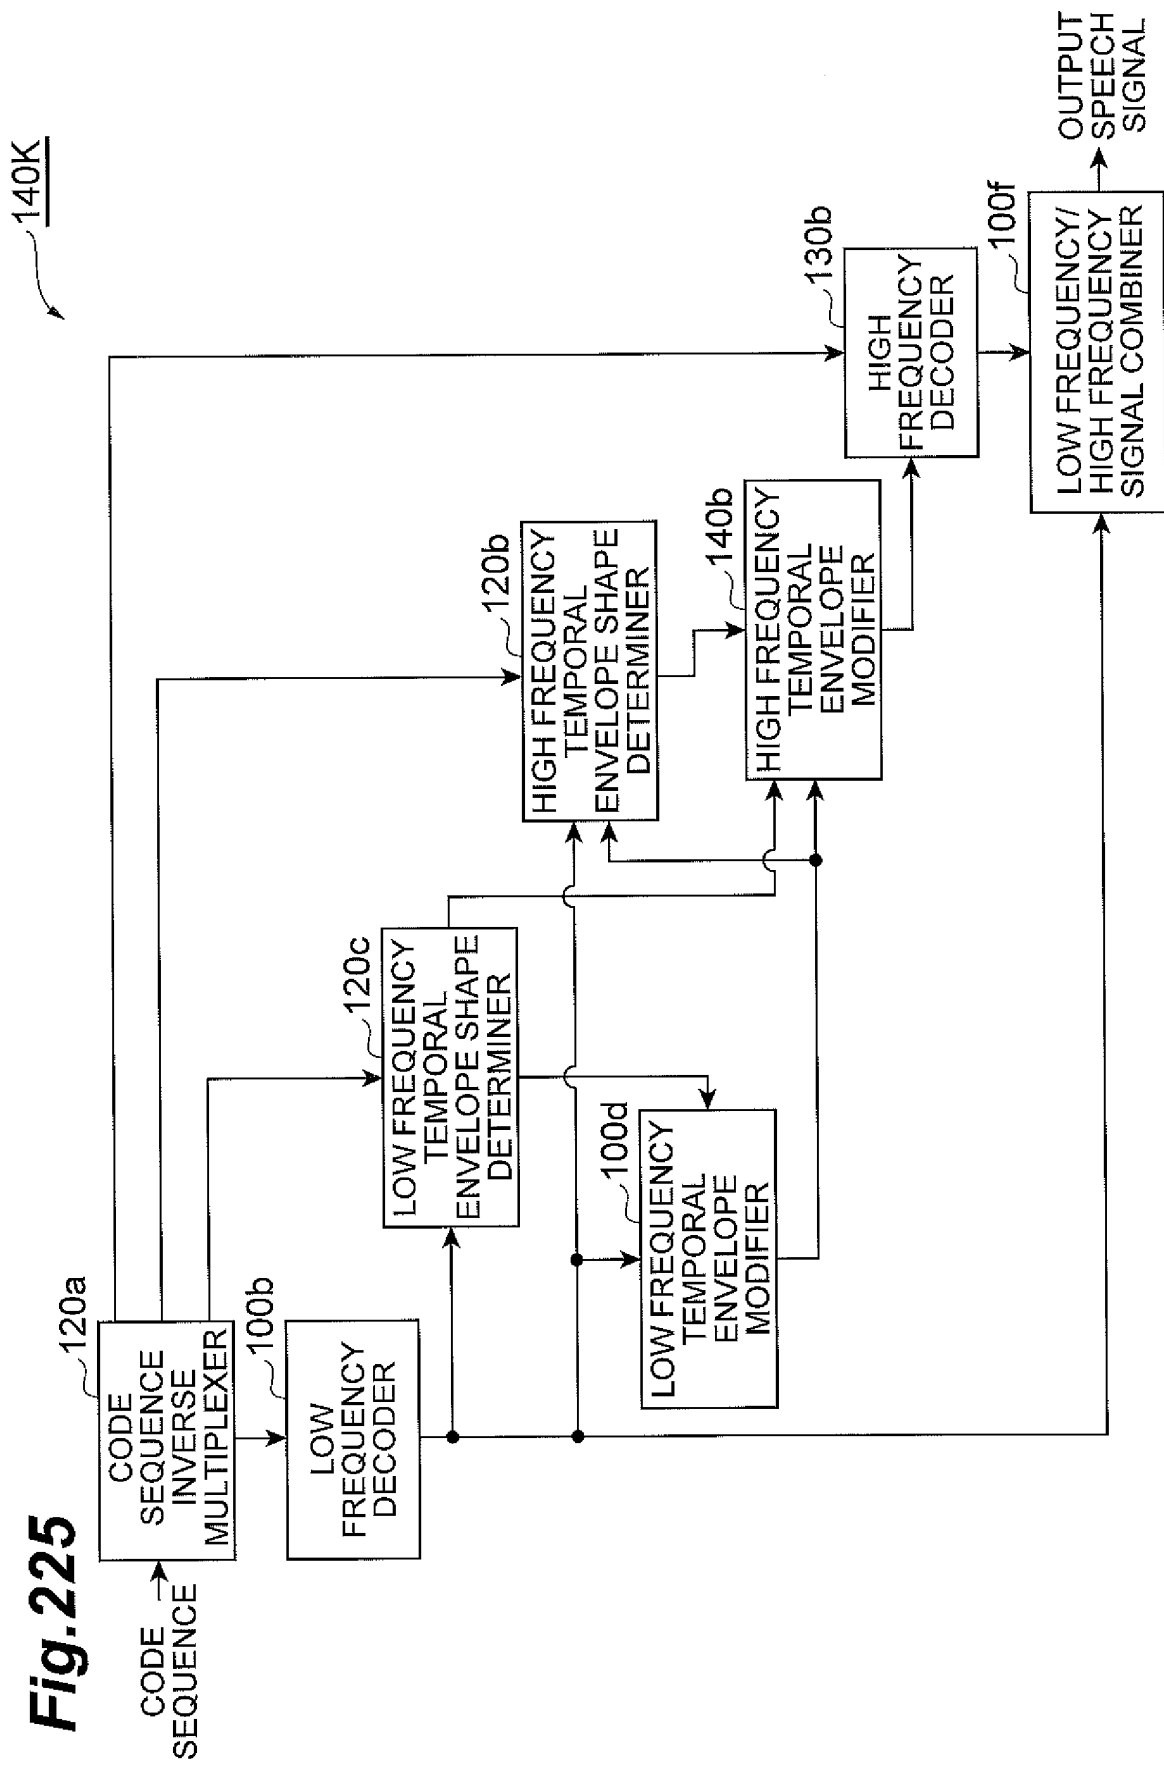 Fig.225
140K
CODE
SEQUENCE
120a
CODE
SEQUENCE
INVERSE
MULTIPLEXER
100b
LOW
FREQUENCY
DECODER
120c
LOW FREQUENCY
TEMPORAL
ENVELOPE SHAPE
DETERMINER
100d
LOW FREQUENCY
TEMPORAL
ENVELOPE
MODIFIER
120b
HIGH FREQUENCY
TEMPORAL
ENVELOPE SHAPE
DETERMINER
140b
HIGH FREQUENCY
TEMPORAL
ENVELOPE
MODIFIER
130b
HIGH
FREQUENCY
DECODER
100f
LOW FREQUENCY/
HIGH FREQUENCY
SIGNAL COMBINER
OUTPUT
SPEECH
SIGNAL